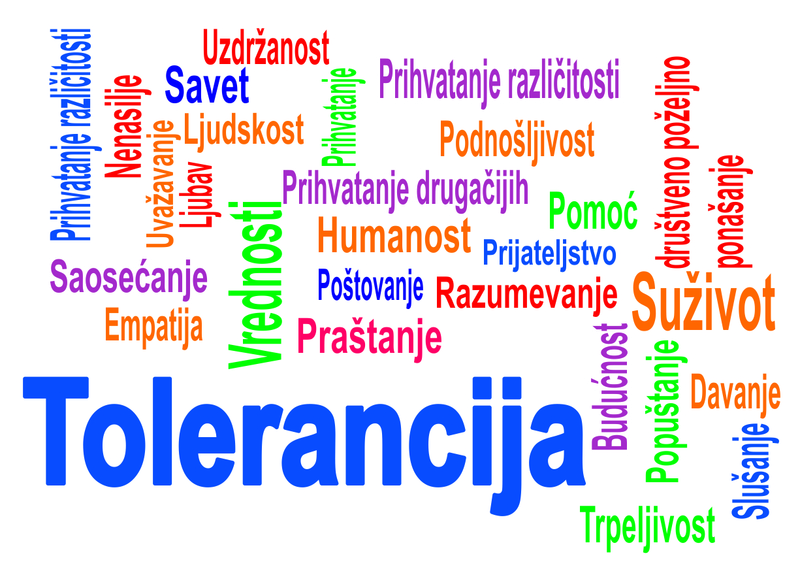 Prihvatanje različitosti
Nenasilje
Uzdržanost
Savet
Ljudskost
Uvažavanje
Ljubav
Prihvatanje
Prihvatanje različitosti
Podnošljivost
društveno poželjno
ponašanje
Prihvatanje drugačijih
Pomoć
Vrednosti
Humanost
Prijateljstvo
Saosećanje
Poštovanje
Razumevanje
Suživot
Empatija
Praštanje
Budućnost
Popuštanje
Davanje
Tolerancija
Slušanje
Trpeljivost